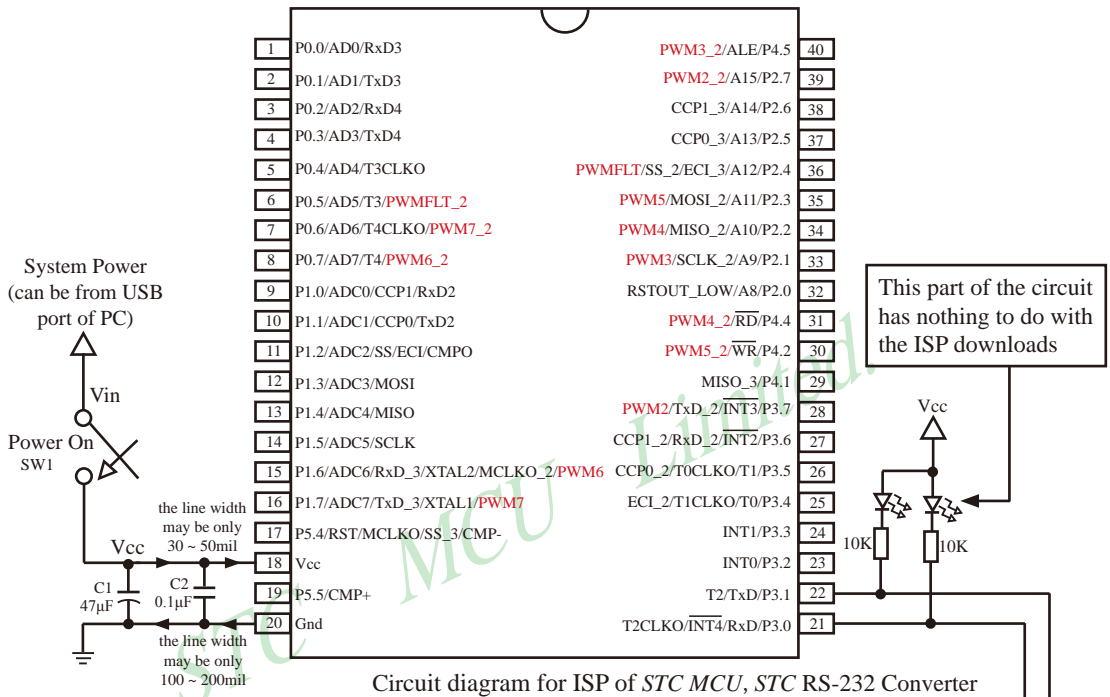 1 P0.0/AD0/RxD3
2 P0.1/AD1/TxD3
3 P0.2/AD2/RxD4
4 P0.3/AD3/TxD4
5 P0.4/AD4/T3CLKO
6 P0.5/AD5/T3/PWMFLT_2
7 P0.6/AD6/T4CLKO/PWM7_2
8 P0.7/AD7/T4/PWM6_2
9 P1.0/ADC0/CCP1/RxD2
10 P1.1/ADC1/CCP0/TxD2
11 P1.2/ADC2/SS/ECI/CMPO
12 P1.3/ADC3/MOSI
13 P1.4/ADC4/MISO
14 P1.5/ADC5/SCLK
15 P1.6/ADC6/RxD_3/XTAL2/MCLKO_2/PWM6
16 P1.7/ADC7/TxD_3/XTAL1/PWM7
17 P5.4/RST/MCLKO/SS_3/CMP-
18 Vcc
19 P5.5/CMP+
20 Gnd
PWM3_2/ALE/P4.5 40
PWM2_2/A15/P2.7 39
CCP1_3/A14/P2.6 38
CCP0_3/A13/P2.5 37
PWMFLT/SS_2/ECI_3/A12/P2.4 36
PWM5/MOSI_2/A11/P2.3 35
PWM4/MISO_2/A10/P2.2 34
PWM3/SCLK_2/A9/P2.1 33
RSTOUT_LOW/A8/P2.0 32
PWM4_2/RD/P4.4 31
PWM5_2/WR/P4.2 30
MISO_3/P4.1 29
PWM2/TxD_2/INT3/P3.7 28
CCP1_2/RxD_2/INT2/P3.6 27
CCP0_2/T0CLKO/T1/P3.5 26
ECI_2/T1CLKO/T0/P3.4 25
INT1/P3.3 24
INT0/P3.2 23
T2/TxD/P3.1 22
T2CLKO/INT4/RxD/P3.0 21
System Power
(can be from USB
port of PC)
Vin
Power On
SW1
the line width
may be only
30 ~ 50mil
Vcc
C1
47μF
C2
0.1μF
the line width
may be only
100 ~ 200mil
This part of the circuit
has nothing to do with
the ISP downloads
Vcc
10K
10K
STC MCU Limited.
Circuit diagram for ISP of STC MCU, STC RS-232 Converter